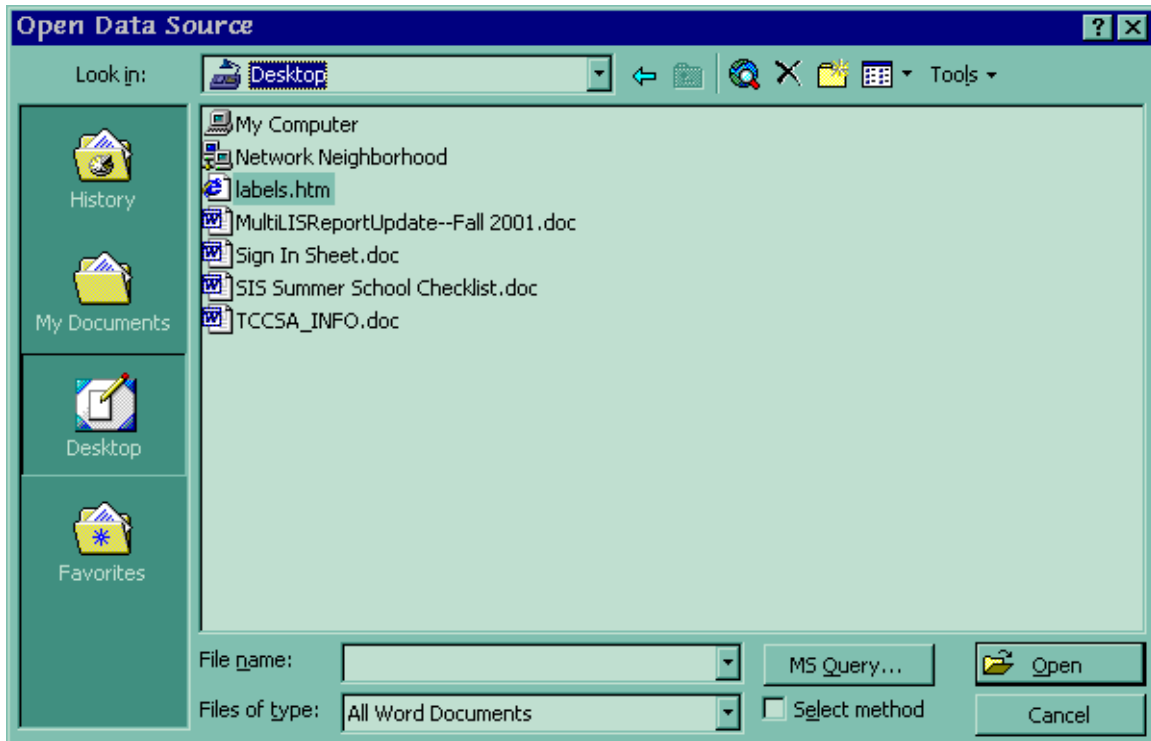 Open Data Source
Look in: Desktop Tools
My Computer
Network Neighborhood
labels.htm
MultiLISReportUpdate--Fall 2001.doc
Sign In Sheet.doc
SIS Summer School Checklist.doc
TCCSA_INFO.doc
History
My Documents
Desktop
Favorites
File name: MS Query... Open
Files of type: All Word Documents Select method Cancel